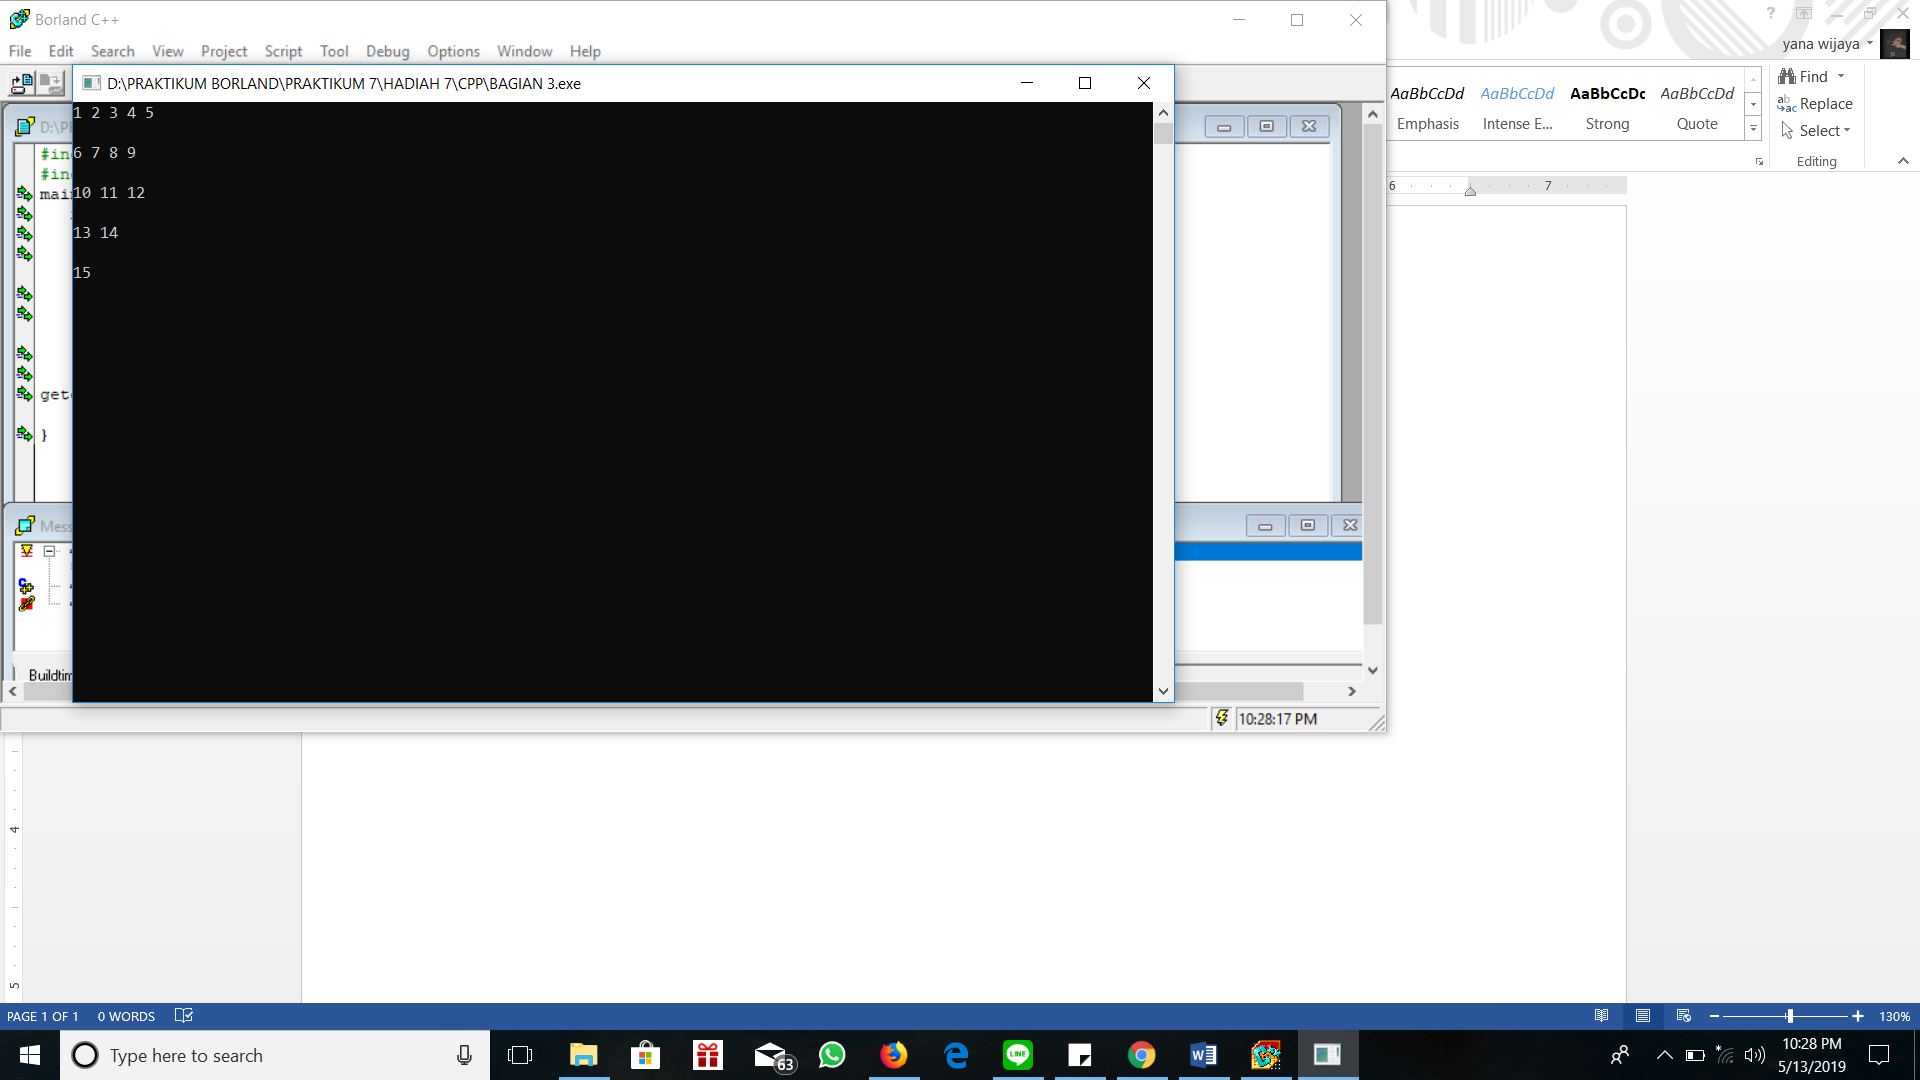 Borland C++
File Edit Search View Project Script Tool Debug Options Window Help
D:\PRAKTIKUM BORLAND\PRAKTIKUM 7\HADIAH 7\CPP\BAGIAN 3.exe
1 2 3 4 5
6 7 8 9
10 11 12
13 14
15
D:\P
#in
#in
mai
get
}
Mess
Buildtim
10:28:17 PM
yana wijaya
AaBbCcDd AaBbCcDd AaBbCcDc AaBbCcDd
Emphasis Intense E... Strong Quote
Find
Replace
Select
Editing
6 7
4
5
PAGE 1 OF 1 0 WORDS
130%
Type here to search
63
LINE
10:28 PM
5/13/2019